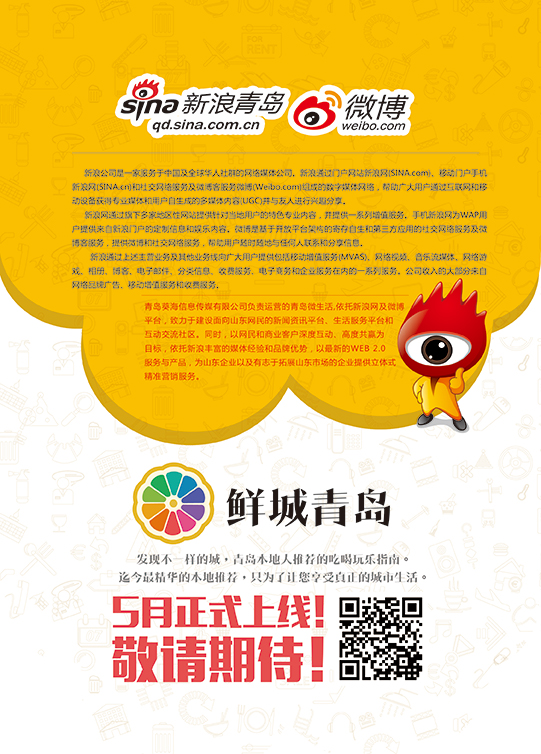 sina 新浪青岛
qd.sina.com.cn
微博
weibo.com
新浪公司是一家服务于中国及全球华人社群的网络媒体公司。新浪通过门户网站新浪网(SINA.com)、移动门户手机
新浪网(SINA.cn)和社交网络服务及微博客服务微博(Weibo.com)组成的数字媒体网络，帮助广大用户通过互联网和移
动设备获得专业媒体和用户自生成的多媒体内容(UGC)并与友人进行兴趣分享。
新浪网通过旗下多家地区性网站提供针对当地用户的特色专业内容，并提供一系列增值服务。手机新浪网为WAP用
户提供来自新浪门户的定制信息和娱乐内容。微博是基于开放平台架构的寄存自生和第三方应用的社交网络服务及微
博客服务，提供微博和社交网络服务，帮助用户随时随地与任何人联系和分享信息。
新浪通过上述主营业务及其他业务线向广大用户提供包括移动增值服务(MVAS)、网络视频、音乐流媒体、网络游
戏、相册、博客、电子邮件、分类信息、收费服务、电子商务和企业服务在内的一系列服务。公司收入的大部分来自
网络品牌广告、移动增值服务和收费服务.
青岛葵海信息传媒有限公司负责运营的青岛微生活,依托新浪网及微博
平台，致力于建设面向山东网民的新闻资讯平台、生活服务平台和
互动交流社区。同时，以网民和商业客户深度互动、高度共赢为
目标，依托新浪丰富的媒体经验和品牌优势，以最新的WEB 2.0
服务与产品，为山东企业以及有志于拓展山东市场的企业提供立体式
精准营销服务。
鲜城青岛
发现不一样的城，青岛本地人推荐的吃喝玩乐指南。
迄今最精华的本地推荐，只为了让您享受真正的城市生活。
5月正式上线！
敬请期待！